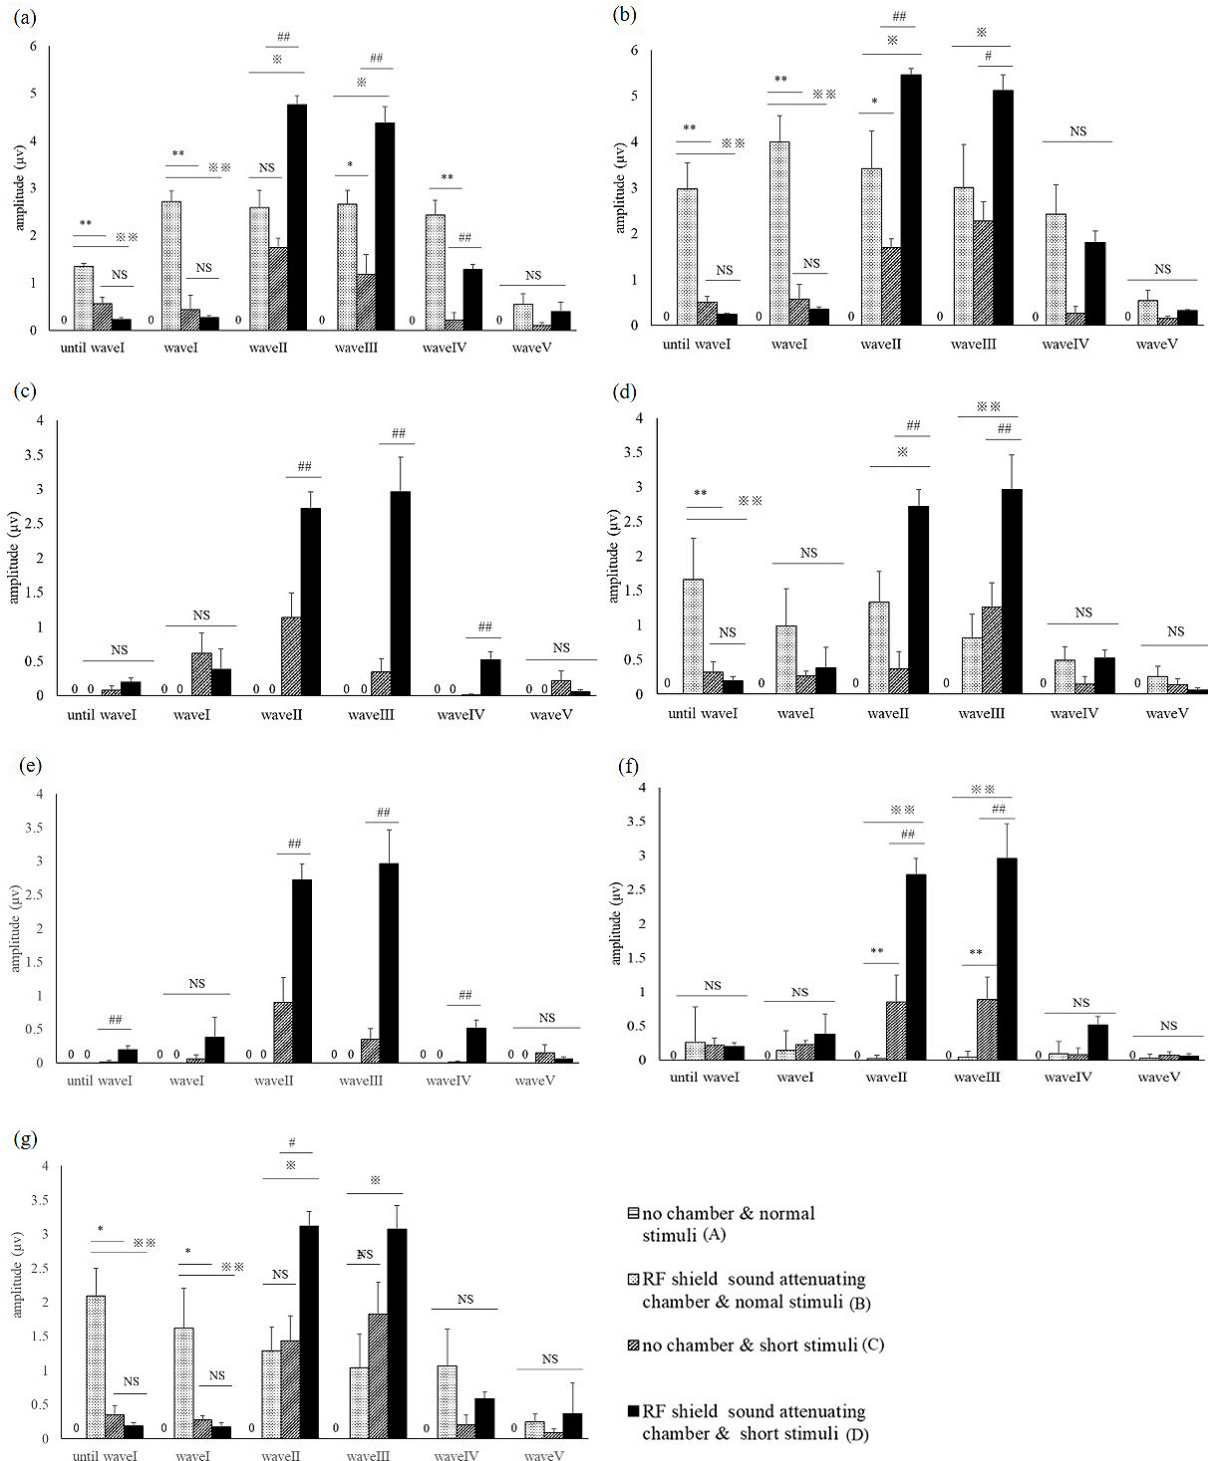 (a)
##
※
##
※
**
※※
**
※※
NS
NS
NS
*
**
##
NS
6
5
4
3
2
1
0
amplitude (μv)
0 0 0 0 0 0
until waveI waveI waveII waveIII waveIV waveV
(b)
##
※
※
#
**
※※
**
※※
*
NS
NS
NS
NS
6
5
4
3
2
1
0
amplitude (μv)
0 0 0 0 0 0
until waveI waveI waveII waveIII waveIV waveV
(c)
##
##
NS
NS
##
NS
4
3.5
3
2.5
2
1.5
1
0.5
0
amplitude (μv)
0 0 0 0 0 0 0 0 0 0 0 0
until waveI waveI waveII waveIII waveIV waveV
(d)
※※
##
##
※
**
※※
NS
NS
NS
NS
4
3.5
3
2.5
2
1.5
1
0.5
0
amplitude (μv)
0 0 0 0 0 0
until waveI waveI waveII waveIII waveIV waveV
(e)
##
##
##
NS
##
NS
4
3.5
3
2.5
2
1.5
1
0.5
0
amplitude (μv)
0 0 0 0 0 0 0 0 0 0 0 0
until waveI waveI waveII waveIII waveIV waveV
(f)
※※
##
※※
##
**
**
NS
NS
NS
NS
4
3.5
3
2.5
2
1.5
1
0.5
0
amplitude (μv)
0 0 0 0 0 0
until waveI waveI waveII waveIII waveIV waveV
(g)
#
※
※
*
※※
*
※※
NS
NS
NS
NS
NS
NS
4
3.5
3
2.5
2
1.5
1
0.5
0
amplitude (μv)
0 0 0 0 0 0
until waveI waveI waveII waveIII waveIV waveV
no chamber & normal
stimuli (A)
RF shield sound attenuating
chamber & nomal stimuli (B)
no chamber & short stimuli (C)
RF shield sound attenuating
chamber & short stimuli (D)